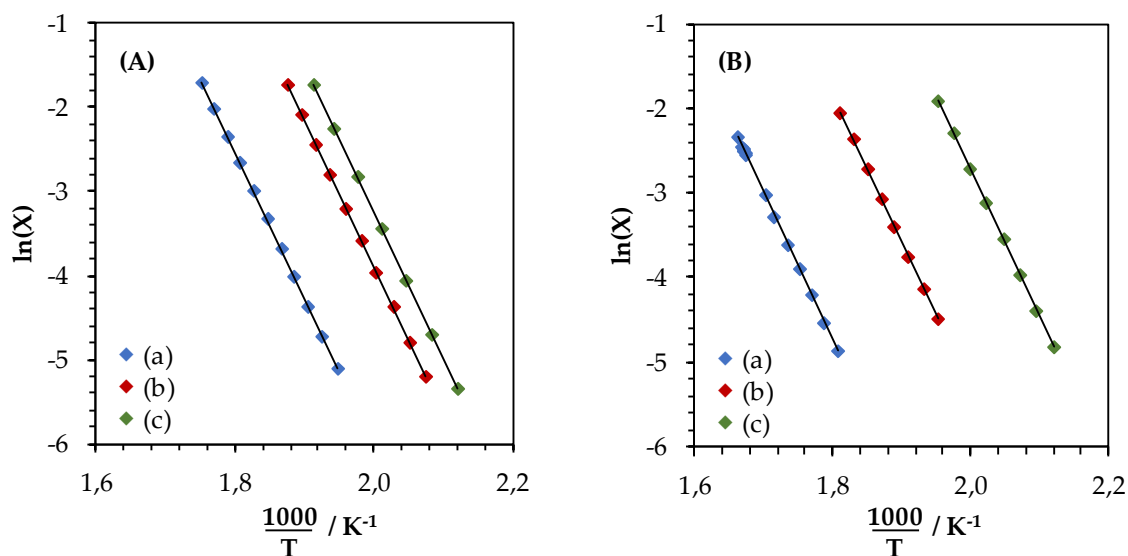 (A)
-1
-2
-3
-4
-5
-6
ln(X)
(a)
(b)
(c)
1,6 1,8 2,0 2,2
1000
T / K-1
(B)
-1
-2
-3
-4
-5
-6
ln(X)
(a)
(b)
(c)
1,6 1,8 2,0 2,2
1000
T / K-1